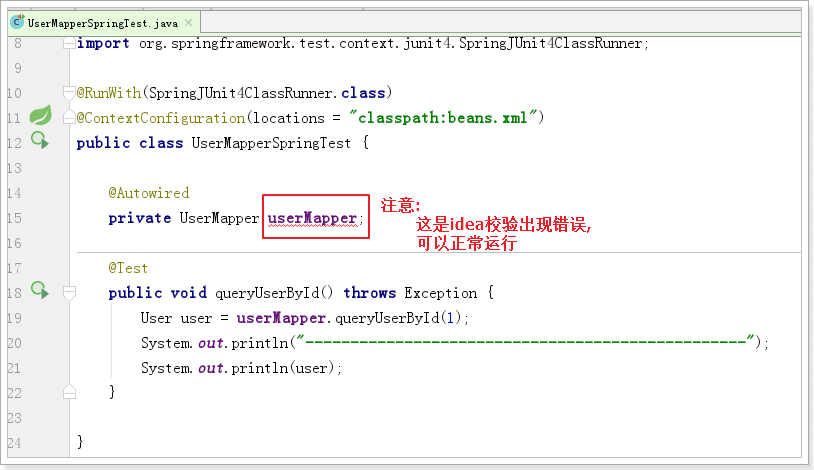 UserMapperSpringTest.java
8 import org.springframework.test.context.junit4.SpringJUnit4ClassRunner;
9
10 @RunWith(SpringJUnit4ClassRunner.class)
11 @ContextConfiguration(locations = "classpath:beans.xml")
12 public class UserMapperSpringTest {
13
14 @Autowired
15 private UserMapper userMapper;
注意:
这是idea校验出现错误,
可以正常运行
16
17 @Test
18 public void queryUserById() throws Exception {
19 User user = userMapper.queryUserById(1);
20 System.out.println("-------------------------------------------------");
21 System.out.println(user);
22 }
23
24 }